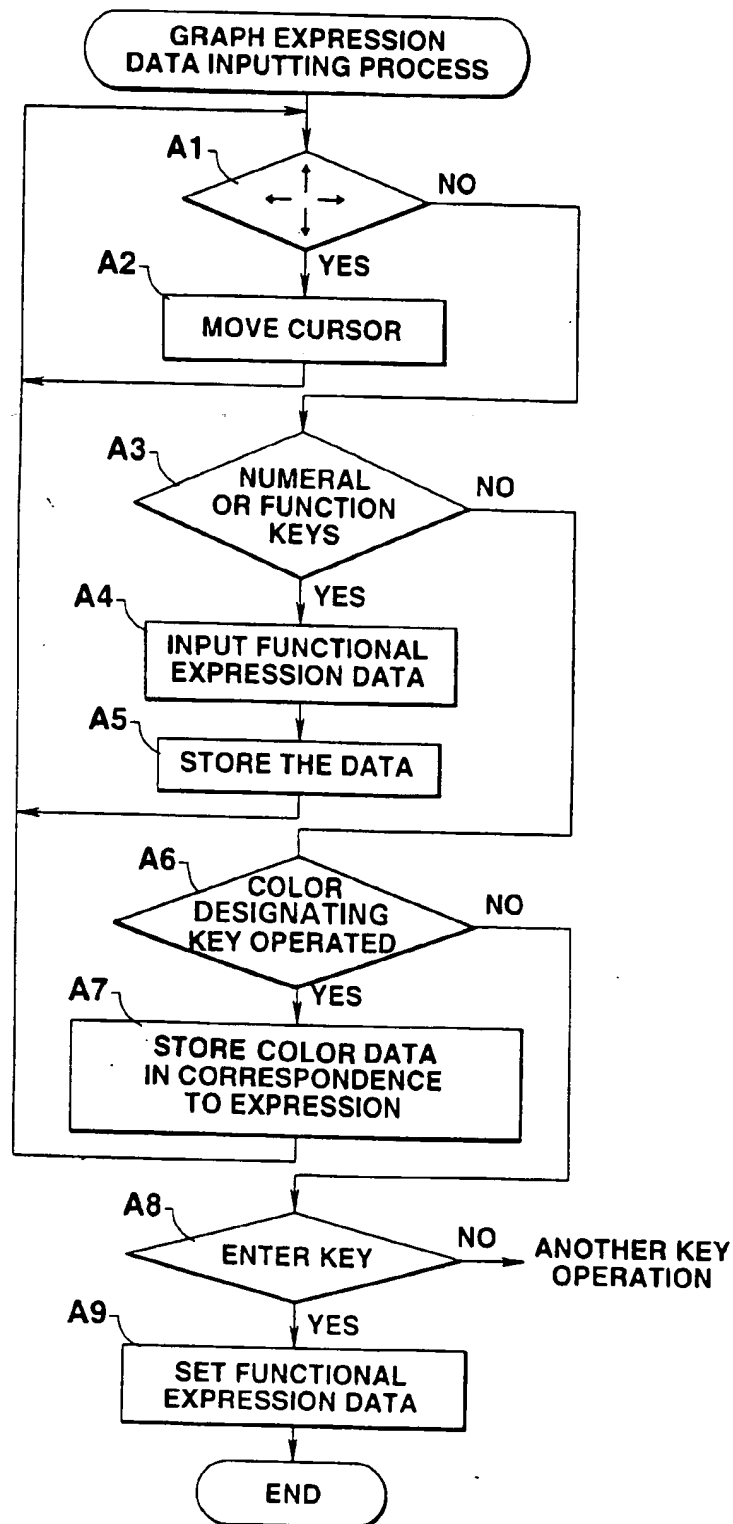 GRAPH EXPRESSION
DATA INPUTTING PROCESS
A1
NO
YES
A2
MOVE CURSOR
A3
NUMERAL
OR FUNCTION
KEYS
NO
YES
A4
INPUT FUNCTIONAL
EXPRESSION DATA
A5
STORE THE DATA
A6
COLOR
DESIGNATING
KEY OPERATED
NO
YES
A7
STORE COLOR DATA
IN CORRESPONDENCE
TO EXPRESSION
A8
ENTER KEY
NO
ANOTHER KEY
OPERATION
YES
A9
SET FUNCTIONAL
EXPRESSION DATA
END